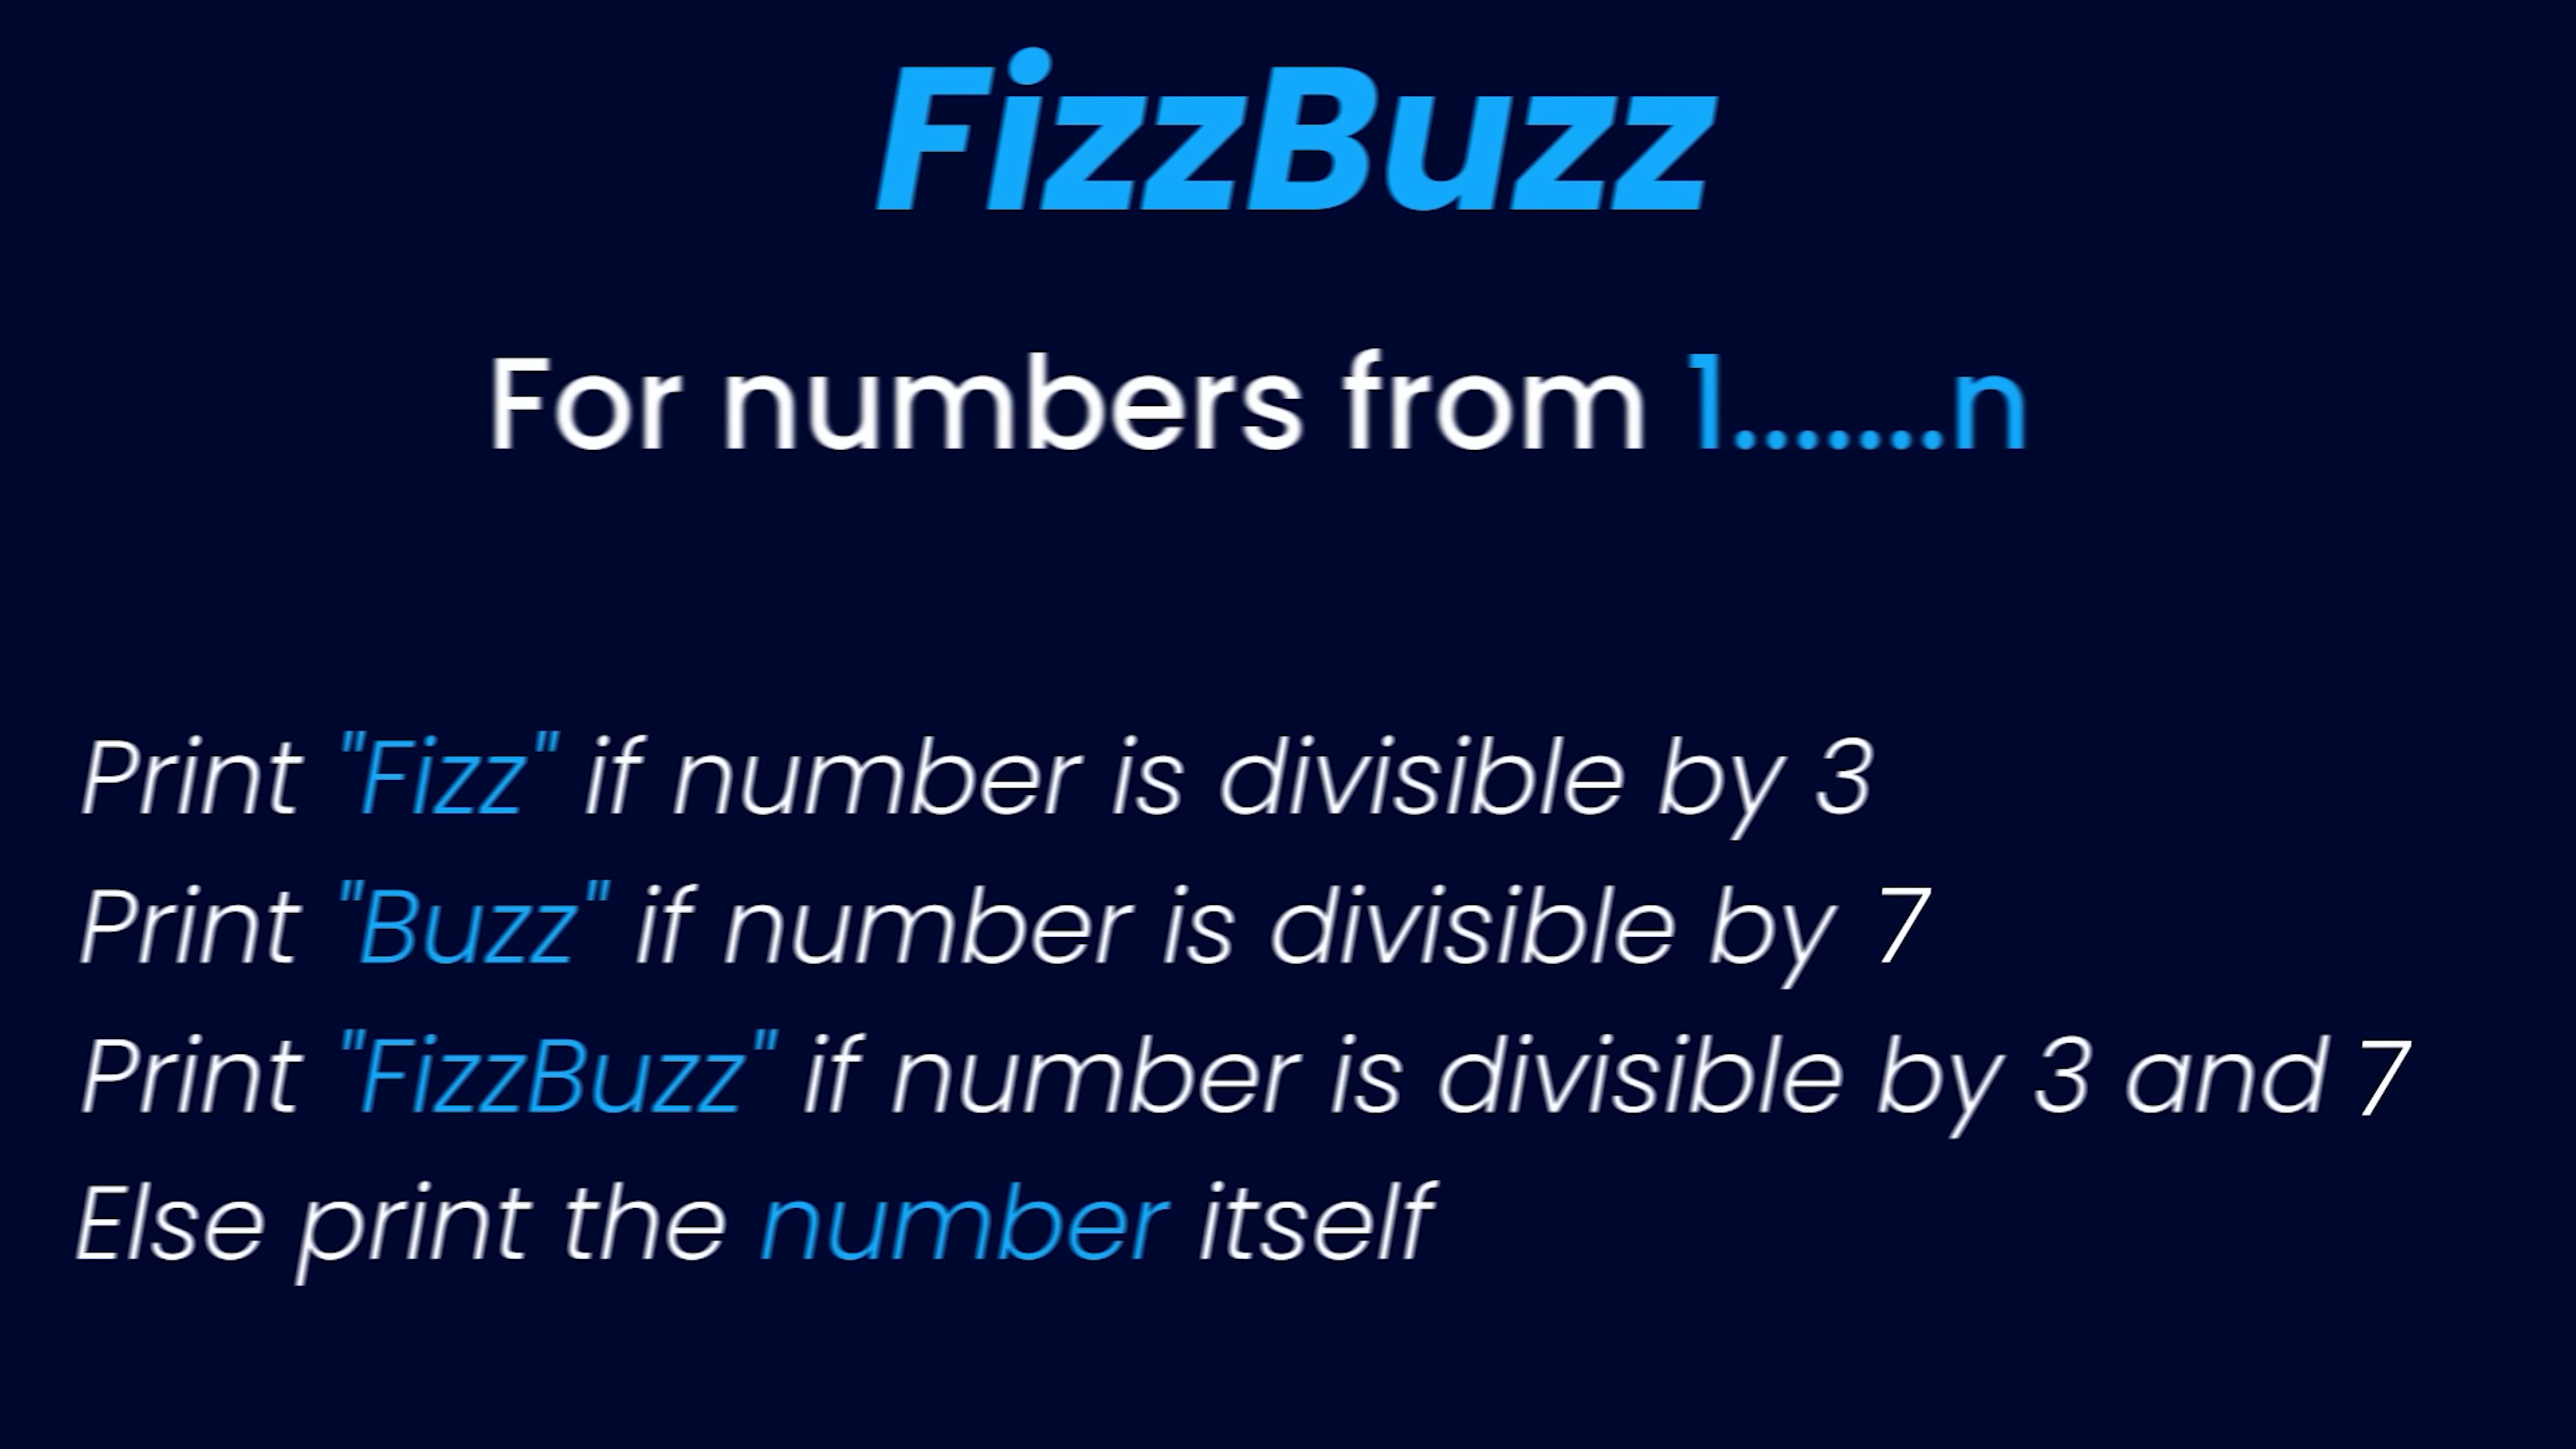 FizzBuzz
For numbers from 1.......n
Print "Fizz" if number is divisible by 3
Print "Buzz" if number is divisible by 7
Print "FizzBuzz" if number is divisible by 3 and 7
Else print the number itself